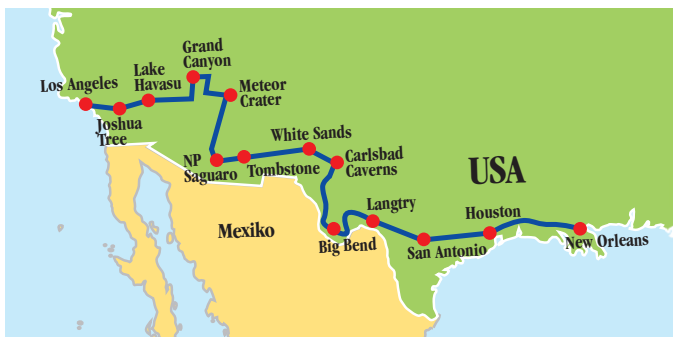 Grand
Canyon
Lake
Havasu
Los Angeles
Meteor
Crater
Joshua
Tree
White Sands
NP
Saguaro
Tombstone
Carlsbad
Caverns
USA
Mexiko
Langtry
Houston
Big Bend
San Antonio
New Orleans